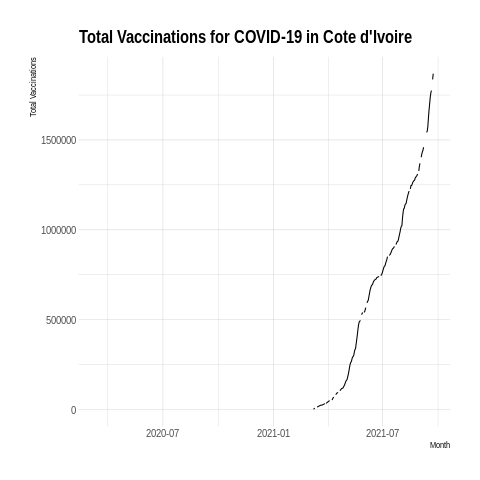 Total Vaccinations for COVID-19 in Cote d'Ivoire
Total Vaccinations
1500000
1000000
500000
0
2020-07 2021-01 2021-07
Month